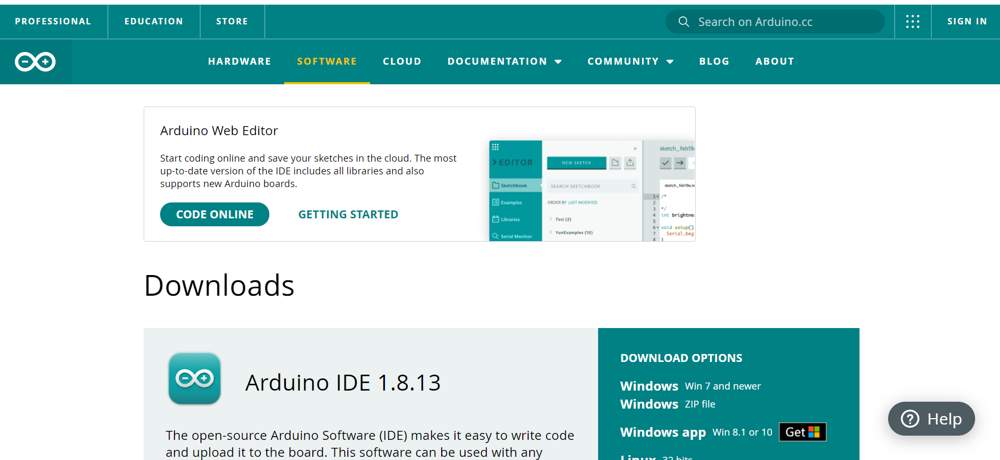 PROFESSIONAL EDUCATION STORE Search on Arduino.cc SIGN IN
HARDWARE SOFTWARE CLOUD DOCUMENTATION COMMUNITY BLOG ABOUT
Arduino Web Editor
Start coding online and save your sketches in the cloud. The most
up-to-date version of the IDE includes all libraries and also
supports new Arduino boards.
CODE ONLINE GETTING STARTED
EDITOR
Sketchbook
Examples
Libraries
Serial Monitor
NEW SKETCH
SEARCH SKETCHBOOK
ORDER BY LAST MODIFIED
Tesi (2)
YunExamples (10)
sketch_feb19a
sketch_feb19a.in
1 /*
2
3 */
4 int brightne
5
6 void setup()
7 Serial.beg
8 }
Downloads
Arduino IDE 1.8.13
The open-source Arduino Software (IDE) makes it easy to write code
and upload it to the board. This software can be used with any
DOWNLOAD OPTIONS
Windows Win 7 and newer
Windows ZIP file
Windows app Win 8.1 or 10 Get
Linux 32 bits
Help